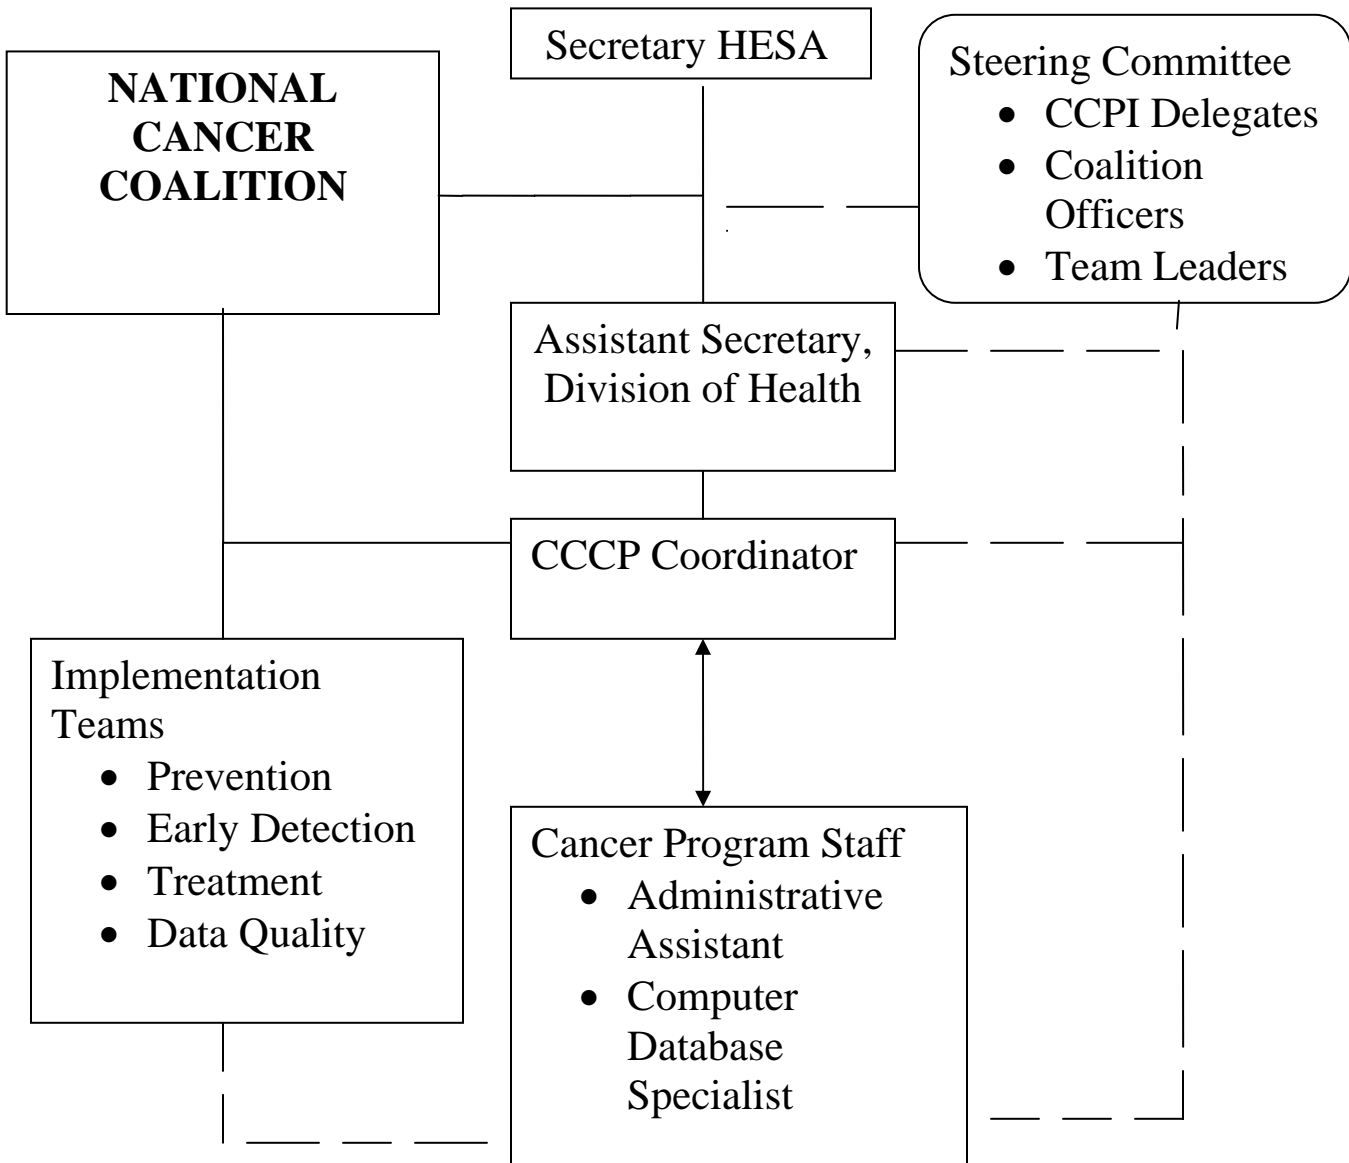 Secretary HESA
NATIONAL
CANCER
COALITION
Steering Committee
• CCPI Delegates
• Coalition
Officers
• Team Leaders
Assistant Secretary,
Division of Health
CCCP Coordinator
Implementation
Teams
• Prevention
• Early Detection
• Treatment
• Data Quality
Cancer Program Staff
• Administrative
Assistant
• Computer
Database
Specialist